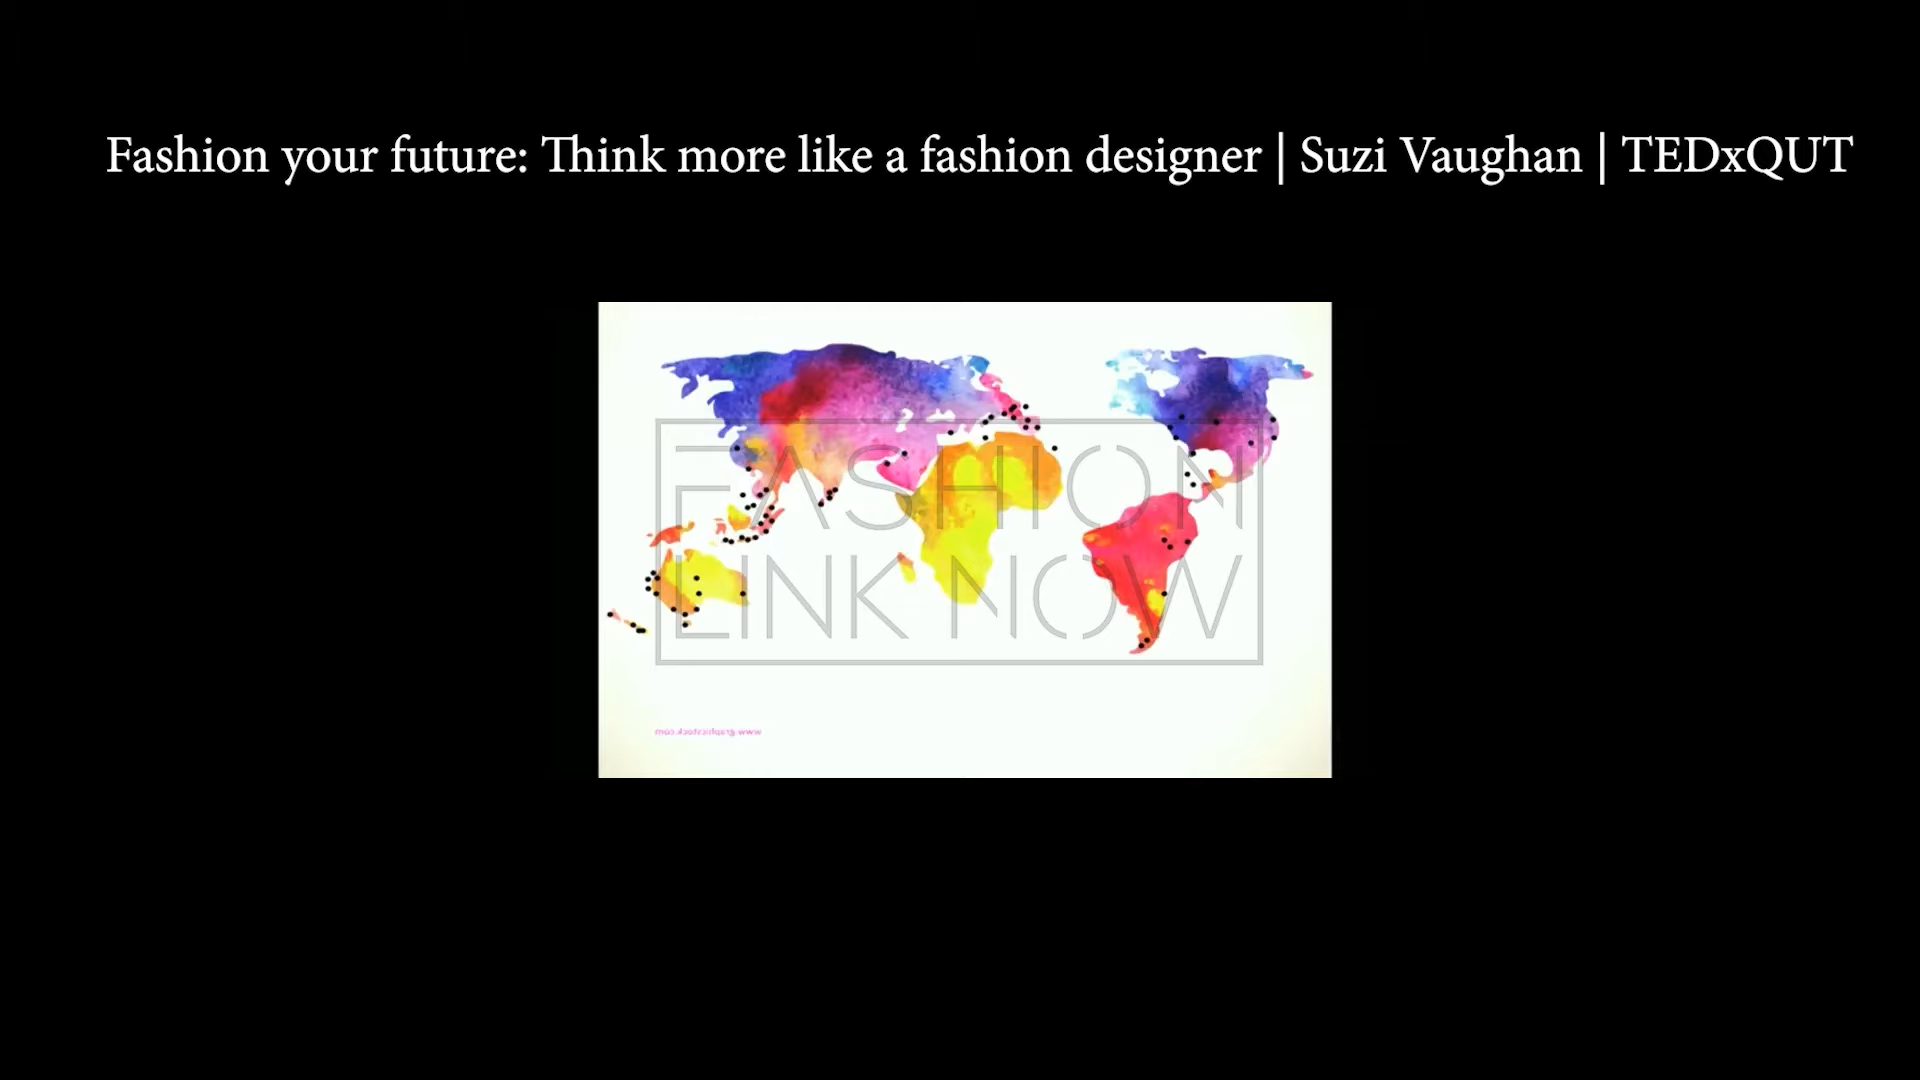 Fashion your future: Think more like a fashion designer | Suzi Vaughan | TEDxQUT
FASHION
LINK NOW